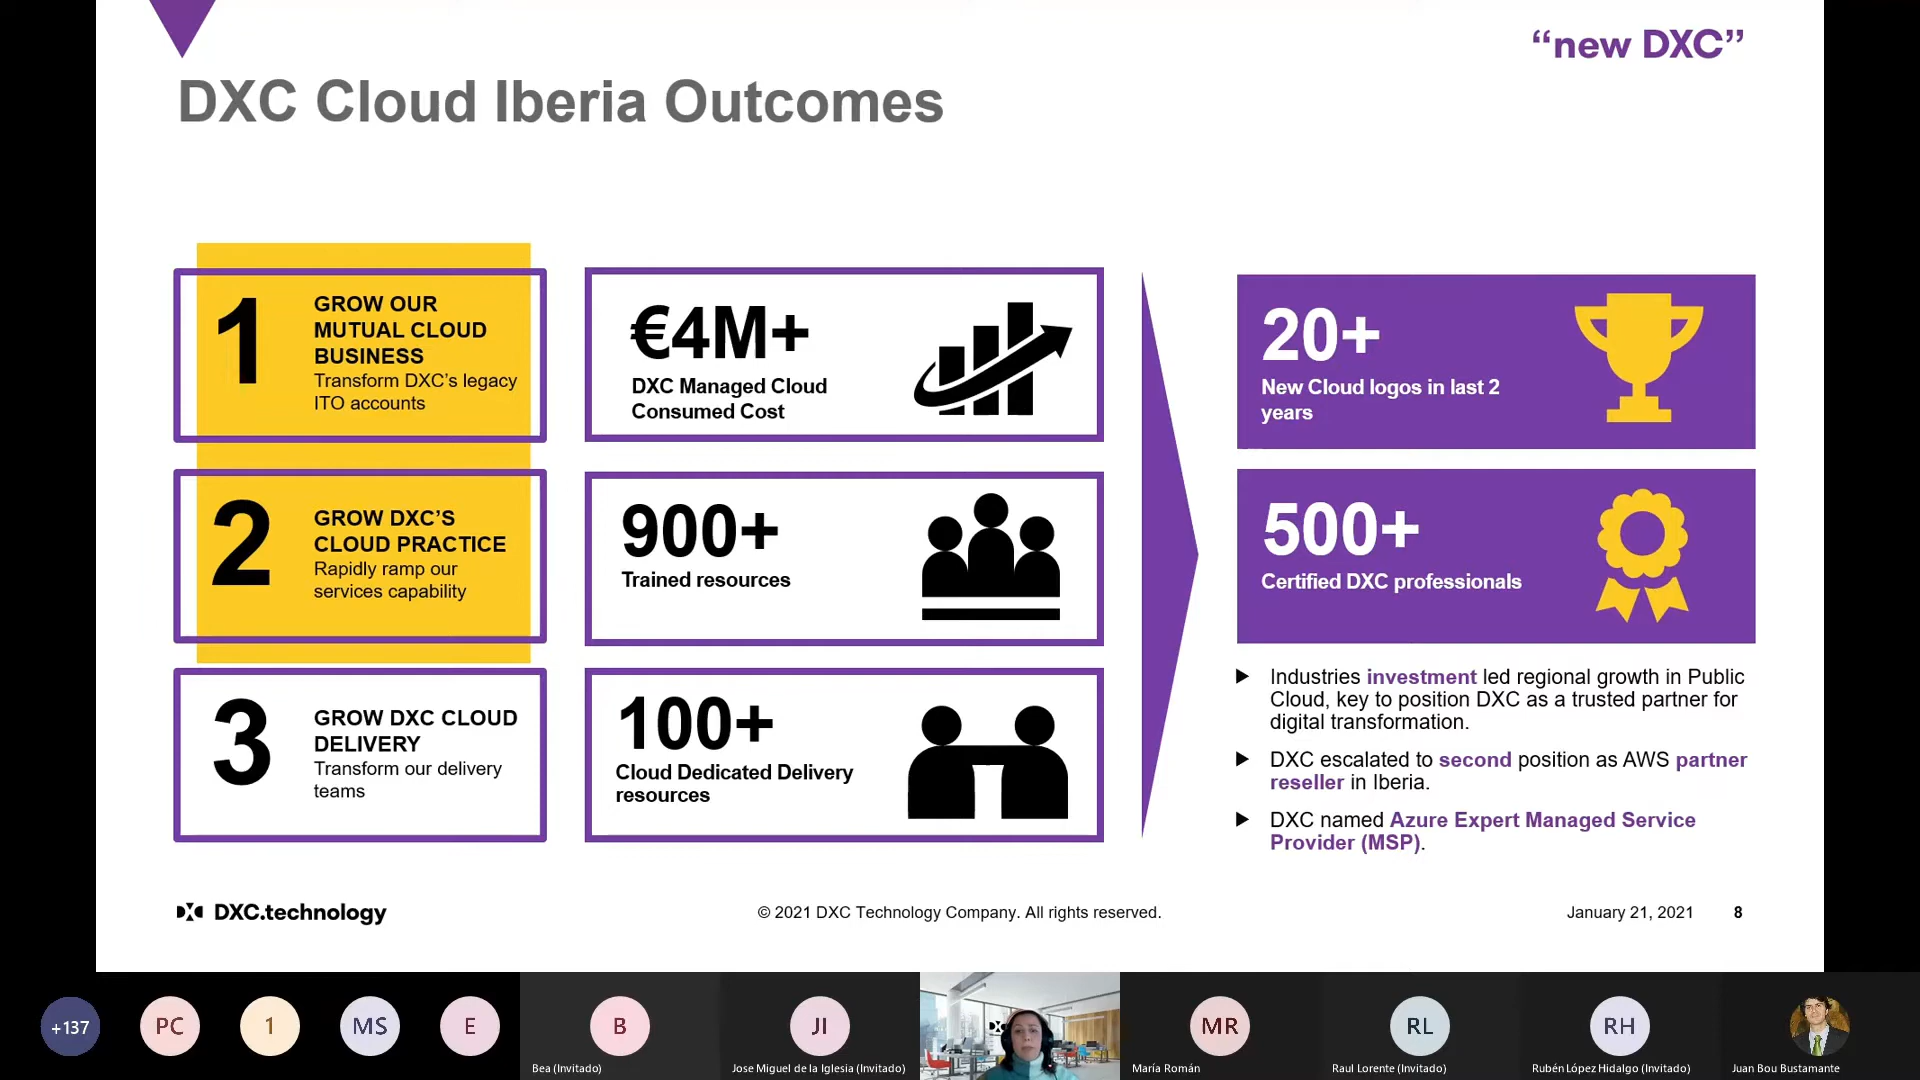 “new DXC”
DXC Cloud Iberia Outcomes
1
GROW OUR
MUTUAL CLOUD
BUSINESS
Transform DXC’s legacy
ITO accounts
€4M+
DXC Managed Cloud
Consumed Cost
20+
New Cloud logos in last 2
years
2
GROW DXC’S
CLOUD PRACTICE
Rapidly ramp our
services capability
900+
Trained resources
500+
Certified DXC professionals
3
GROW DXC CLOUD
DELIVERY
Transform our delivery
teams
100+
Cloud Dedicated Delivery
resources
Industries investment led regional growth in Public
Cloud, key to position DXC as a trusted partner for
digital transformation.
DXC escalated to second position as AWS partner
reseller in Iberia.
DXC named Azure Expert Managed Service
Provider (MSP).
DXC.technology
© 2021 DXC Technology Company. All rights reserved.
January 21, 2021
8
+137
PC
1
MS
E
B
Bea (Invitado)
JI
Jose Miguel de la Iglesia (Invitado)
MR
María Román
RL
Raul Lorente (Invitado)
RH
Rubén López Hidalgo (Invitado)
Juan Bou Bustamante